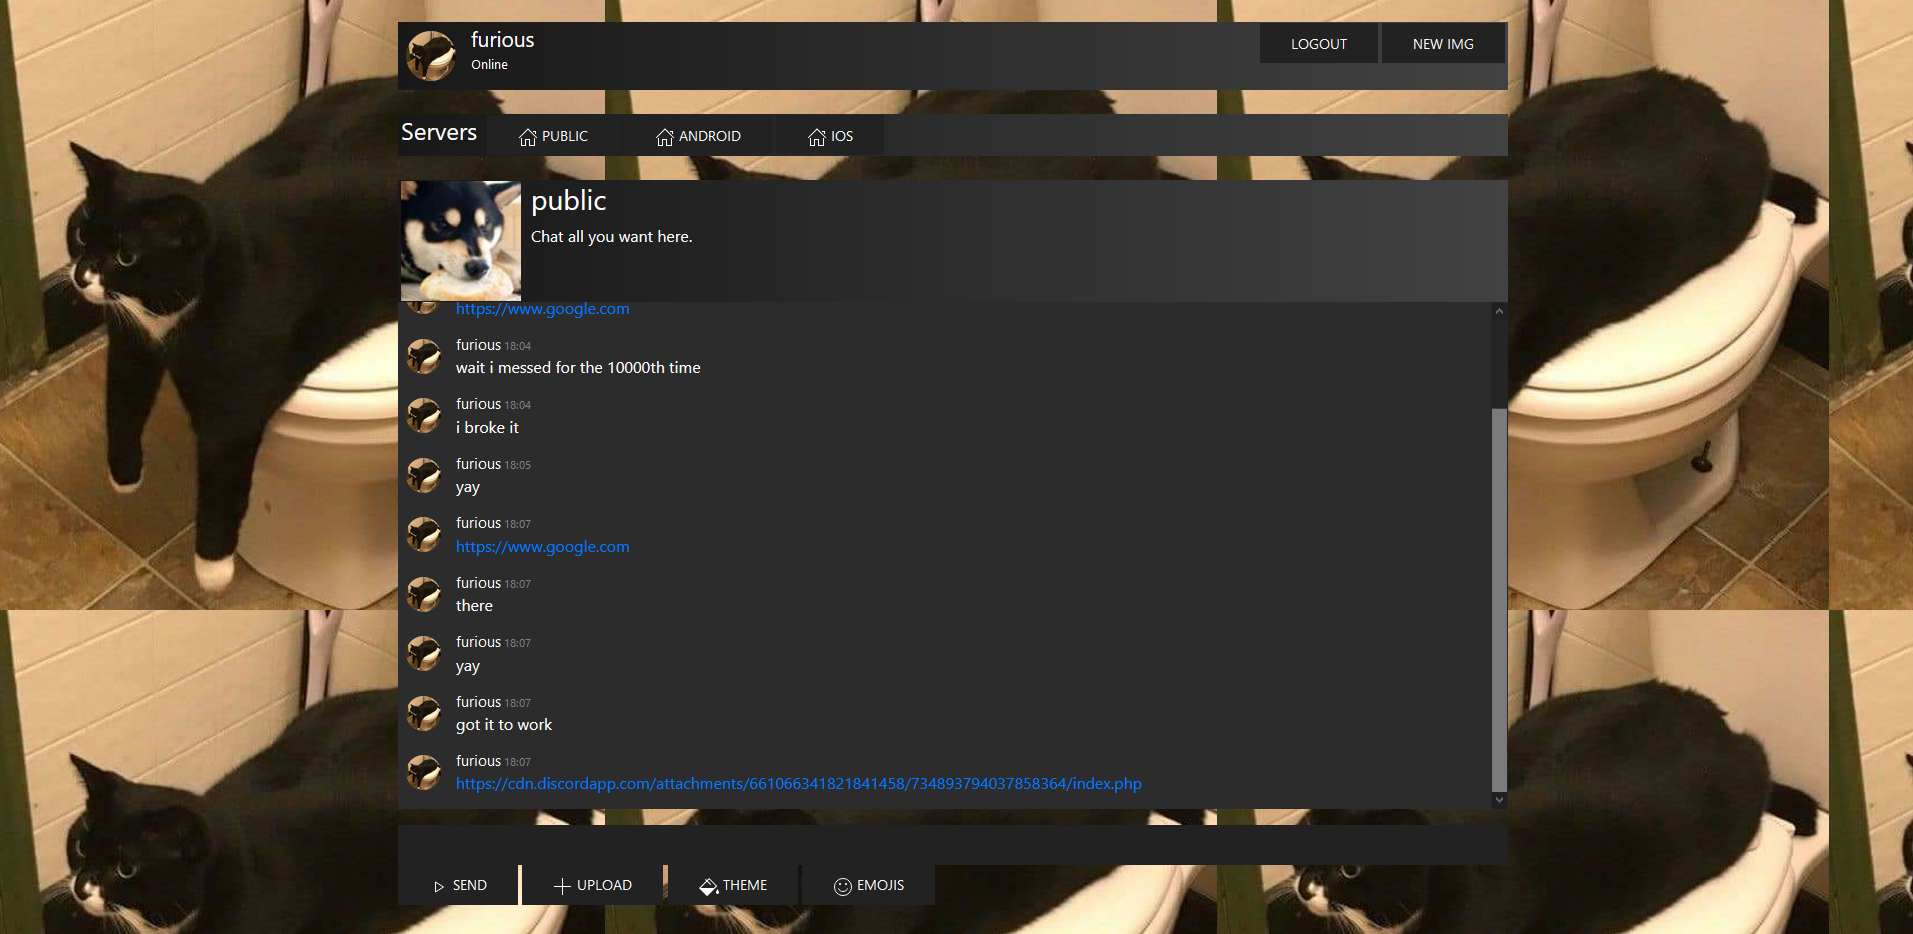 furious
Online
LOGOUT
NEW IMG
Servers
PUBLIC
ANDROID
IOS
public
Chat all you want here.
https://www.google.com
furious 18:04
wait i messed for the 10000th time
furious 18:04
i broke it
furious 18:05
yay
furious 18:07
https://www.google.com
furious 18:07
there
furious 18:07
yay
furious 18:07
got it to work
furious 18:07
https://cdn.discordapp.com/attachments/661066341821841458/734893794037858364/index.php
SEND
UPLOAD
THEME
EMOJIS